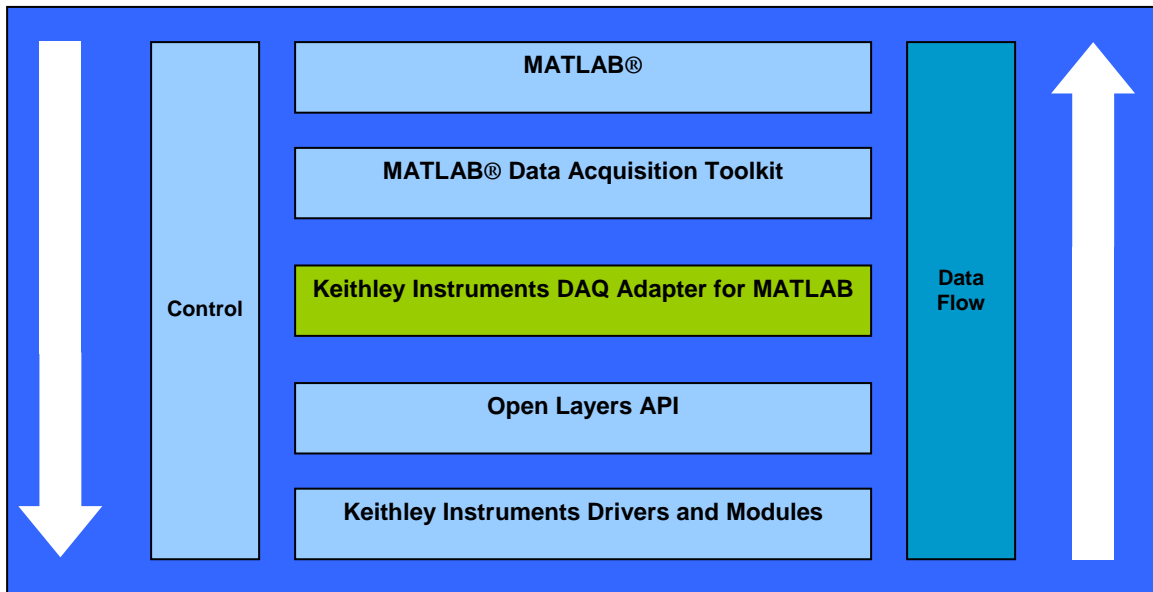 MATLAB®
MATLAB® Data Acquisition Toolkit
Keithley Instruments DAQ Adapter for MATLAB
Control
Data
Flow
Open Layers API
Keithley Instruments Drivers and Modules